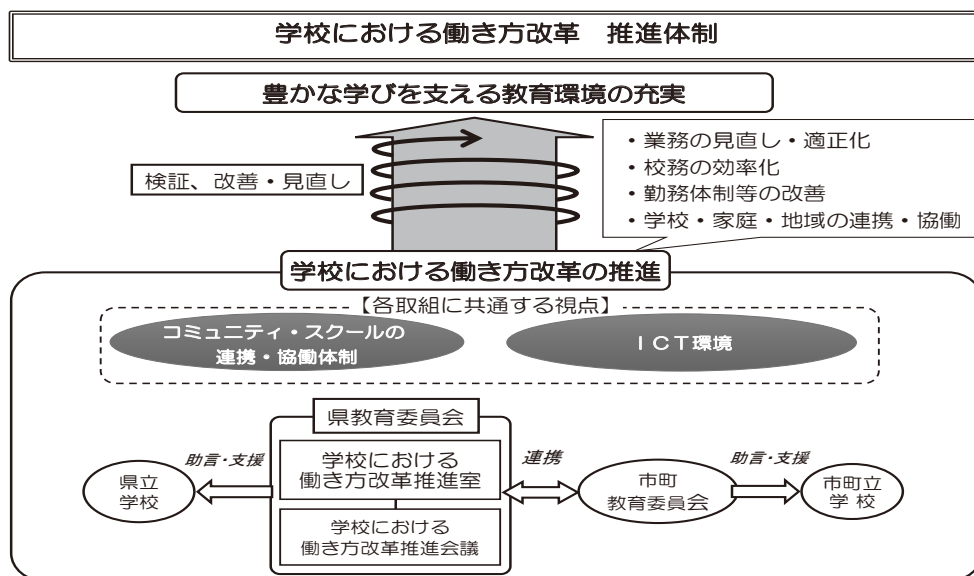 学校における働き方改革　推進体制
豊かな学びを支える教育環境の充実
検証、改善・見直し
・業務の見直し・適正化
・校務の効率化
・勤務体制等の改善
・学校・家庭・地域の連携・協働
学校における働き方改革の推進
【各取組に共通する視点】
コミュニティ・スクールの
連携・協働体制
ＩＣＴ環境
県教育委員会
学校における
働き方改革推進室
学校における
働き方改革推進会議
助言・支援
県立
学校
連携
市町
教育委員会
助言・支援
市町立
学校